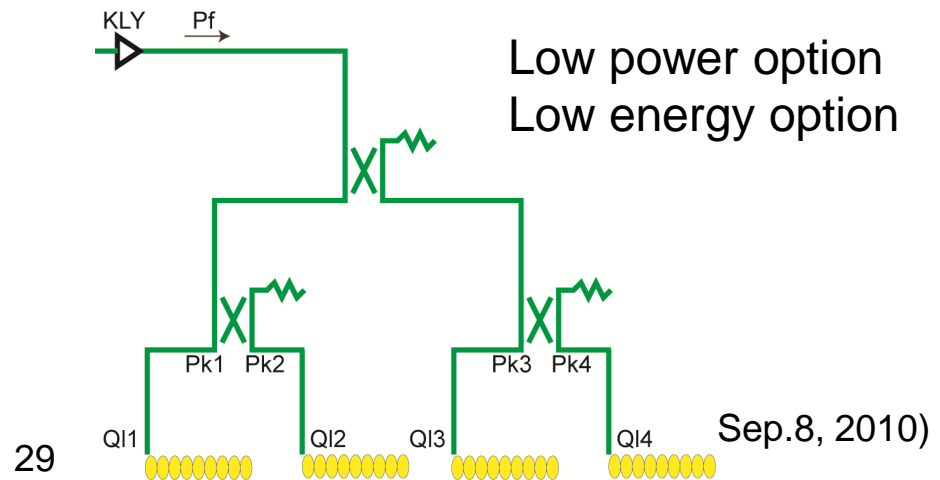 KLY Pf
Low power option
Low energy option
Pk1 Pk2 Pk3 Pk4
Ql1 Ql2 Ql3 Ql4
Sep.8, 2010)
29